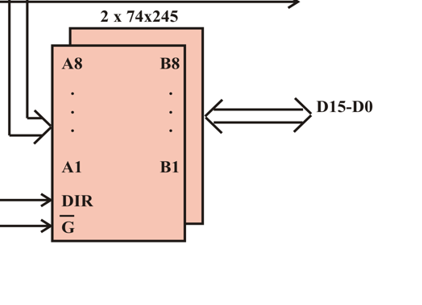 2 x 74x245
A8 B8
. .
. .
. .
D15-D0
A1 B1
DIR
G̅